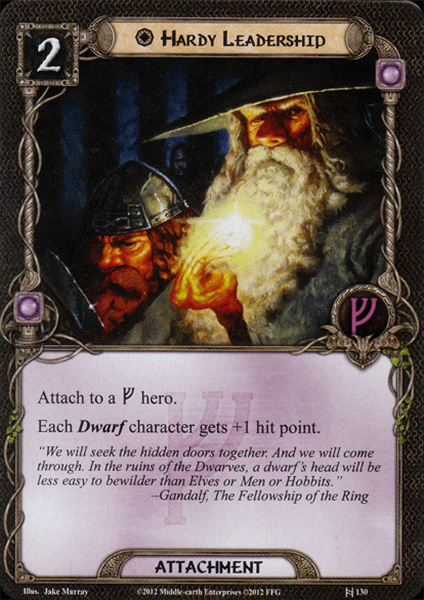 2
Hardy Leadership
Attach to a ᚠ hero.
Each Dwarf character gets +1 hit point.
"We will seek the hidden doors together. And we will come
through. In the ruins of the Dwarves, a dwarf's head will be
less easy to bewilder than Elves or Men or Hobbits."
–Gandalf, The Fellowship of the Ring
ATTACHMENT
Illus. Jake Murray ©2012 Middle-earth Enterprises ©2012 FFG 130